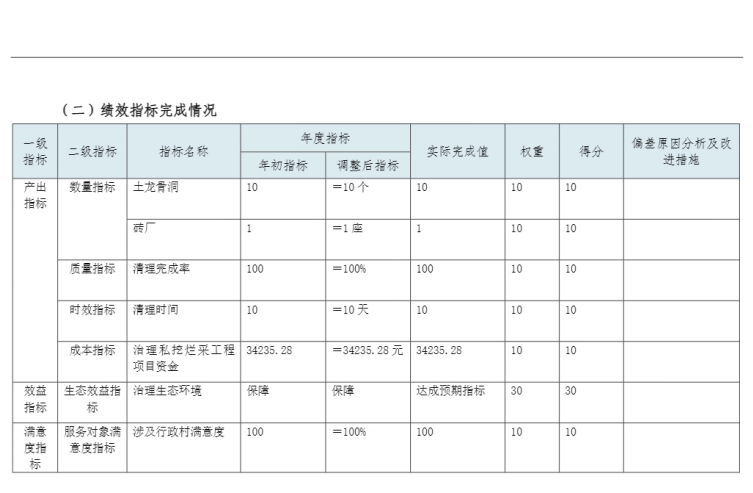 （二）绩效指标完成情况
一级指标 二级指标 指标名称 年度指标 实际完成值 权重 得分 偏差原因分析及改进措施
年初指标 调整后指标
产出指标 数量指标 土龙骨洞 10 ＝10个 10 10 10
砖厂 1 ＝1座 1 10 10
质量指标 清理完成率 100 ＝100% 100 10 10
时效指标 清理时间 10 ＝10天 10 10 10
成本指标 治理私挖烂采工程项目资金 34235.28 ＝34235.28元 34235.28 10 10
效益指标 生态效益指标 治理生态环境 保障 保障 达成预期指标 30 30
满意度指标 服务对象满意度指标 涉及行政村满意度 100 ＝100% 100 10 10